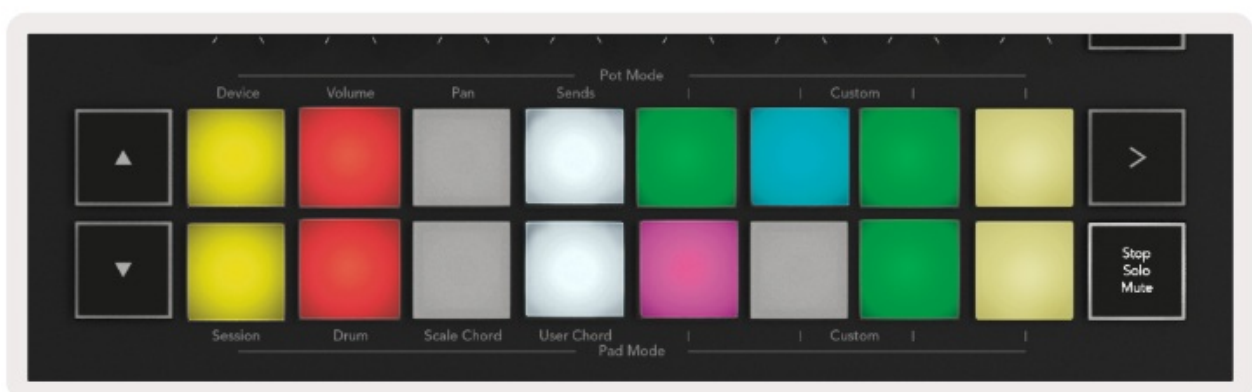 Pot Mode
Device Volume Pan Sends Custom
▲ >
▼ Stop
Solo
Mute
Session Drum Scale Chord User Chord Custom
Pad Mode